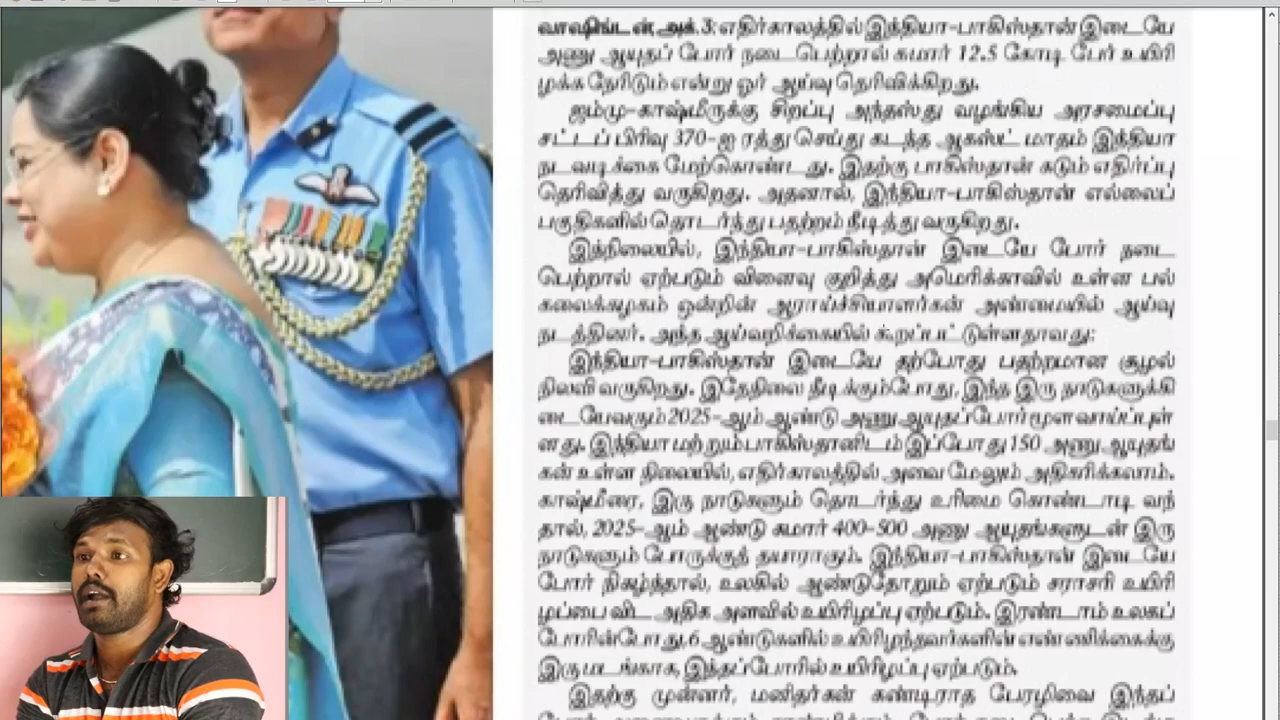 வாஷிங்டன், அக். 3: எதிர்காலத்தில் இந்தியா-பாகிஸ்தான் இடையே
அணு ஆயுதப் போர் நடைபெற்றால் சுமார் 12.5 கோடி பேர் உயிரி
ழக்க நேரிடும் என்று ஓர் ஆய்வு தெரிவிக்கிறது.
ஜம்மு-காஷ்மீருக்கு சிறப்பு அந்தஸ்து வழங்கிய அரசமைப்பு
சட்டப் பிரிவு 370-ஐ ரத்து செய்து கடந்த ஆகஸ்ட் மாதம் இந்தியா
நடவடிக்கை மேற்கொண்டது. இதற்கு பாகிஸ்தான் கடும் எதிர்ப்பு
தெரிவித்து வருகிறது. அதனால், இந்தியா-பாகிஸ்தான் எல்லைப்
பகுதிகளில் தொடர்ந்து பதற்றம் நீடித்து வருகிறது.
இந்நிலையில், இந்தியா-பாகிஸ்தான் இடையே போர் நடை
பெற்றால் ஏற்படும் விளைவு குறித்து அமெரிக்காவில் உள்ள பல்
கலைக்கழகம் ஒன்றின் ஆராய்ச்சியாளர்கள் அண்மையில் ஆய்வு
நடத்தினர். அந்த ஆய்வறிக்கையில் கூறப்பட்டுள்ளதாவது:
இந்தியா-பாகிஸ்தான் இடையே தற்போது பதற்றமான சூழல்
நிலவி வருகிறது. இதேநிலை நீடிக்கும்போது, இந்த இரு நாடுகளுக்கி
டையேவரும் 2025-ஆம் ஆண்டு அணு ஆயுதப் போர் மூள வாய்ப்புள்
ளது. இந்தியா மற்றும் பாகிஸ்தானிடம் இப்போது 150 அணு ஆயுதங்
கள் உள்ள நிலையில், எதிர்காலத்தில் அவை மேலும் அதிகரிக்கலாம்.
காஷ்மீரை, இரு நாடுகளும் தொடர்ந்து உரிமை கொண்டாடி வந்
தால், 2025-ஆம் ஆண்டு சுமார் 400-500 அணு ஆயுதங்களுடன் இரு
நாடுகளும் போருக்குத் தயாராகும். இந்தியா-பாகிஸ்தான் இடையே
போர் நிகழ்ந்தால், உலகில் ஆண்டுதோறும் ஏற்படும் சராசரி உயிரி
ழப்பை விட அதிக அளவில் உயிரிழப்பு ஏற்படும். இரண்டாம் உலகப்
போரின்போது 6 ஆண்டுகளில் உயிரிழந்தவர்களின் எண்ணிக்கைக்கு
இருமடங்காக, இந்தப் போரில் உயிரிழப்பு ஏற்படும்.
இதற்கு முன்னர், மனிதர்கள் கண்டிராத பேரழிவை இந்தப்